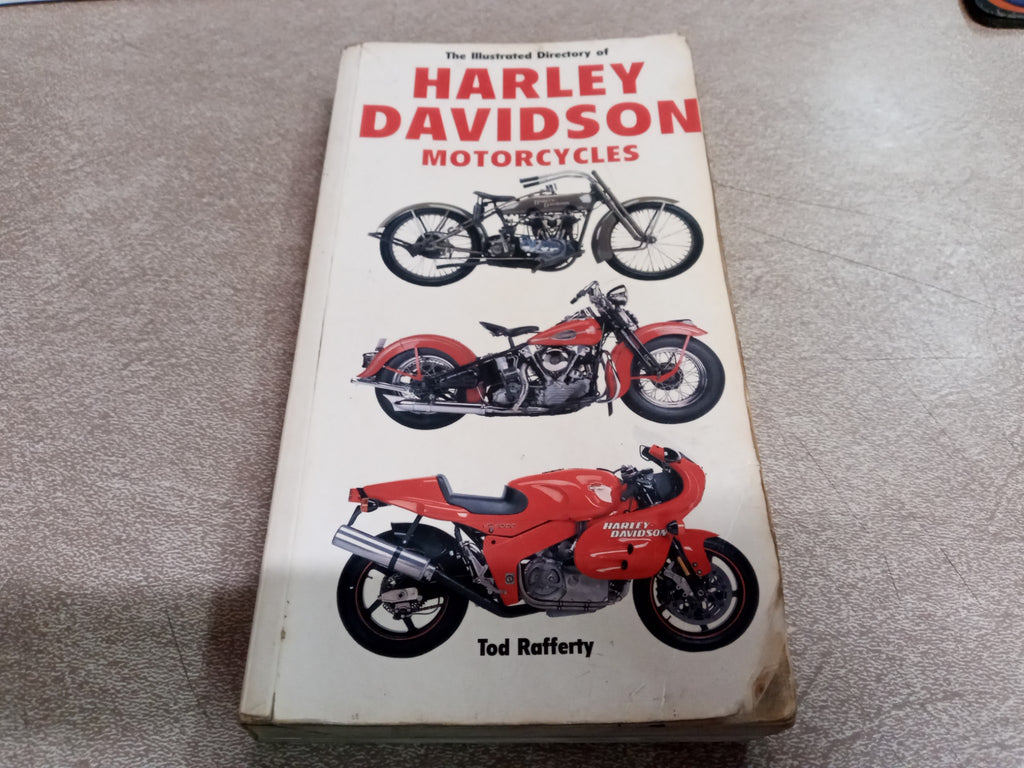 The Illustrated Directory of
HARLEY
DAVIDSON
MOTORCYCLES
HARLEY-
DAVIDSON
Tod Rafferty